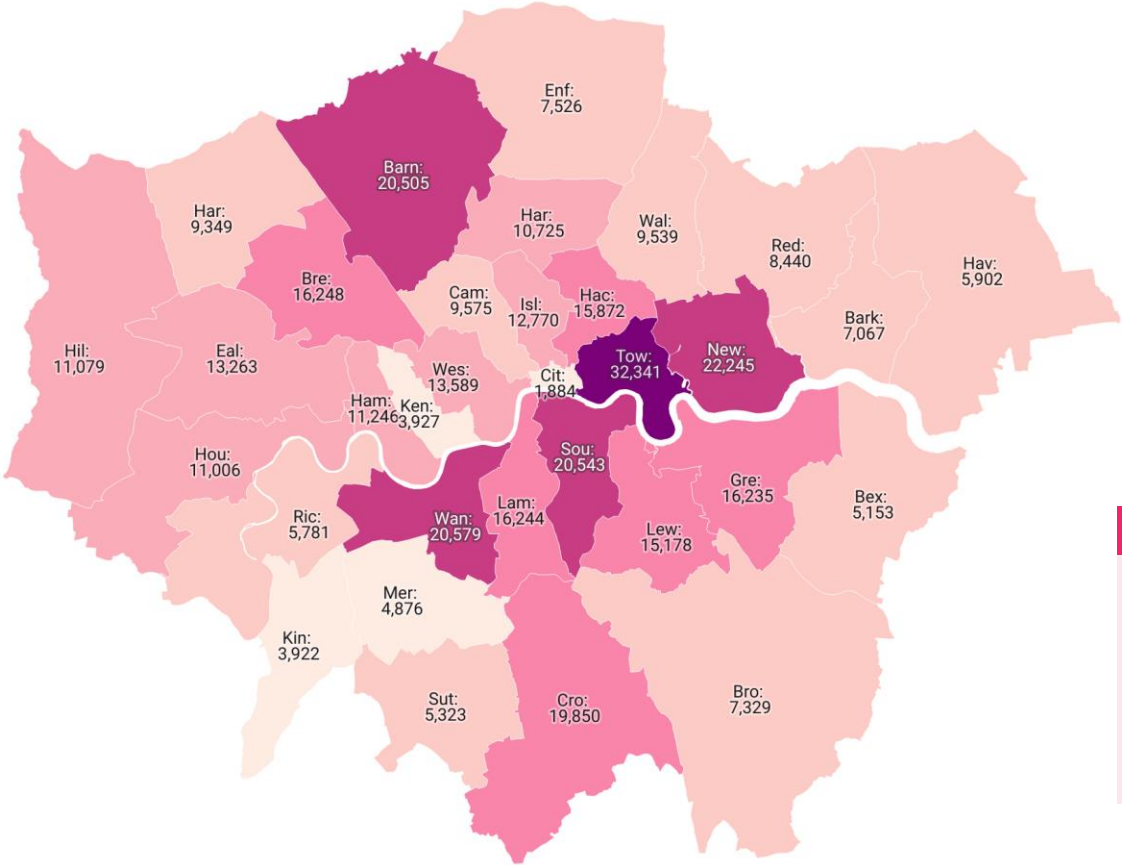 Enf:
7,526
Barn:
20,505
Har:
9,349
Har:
10,725
Wal:
9,539
Red:
8,440
Hav:
5,902
Bre:
16,248
Cam:
9,575
Isl:
12,770
Hac:
15,872
Bark:
7,067
Hil:
11,079
Eal:
13,263
Wes:
13,589
Cit:
1,884
Tow:
32,341
New:
22,245
Ham:
11,246
Ken:
3,927
Hou:
11,006
Sou:
20,543
Gre:
16,235
Bex:
5,153
Ric:
5,781
Wan:
20,579
Lam:
16,244
Lew:
15,178
Mer:
4,876
Kin:
3,922
Sut:
5,323
Cro:
19,850
Bro:
7,329